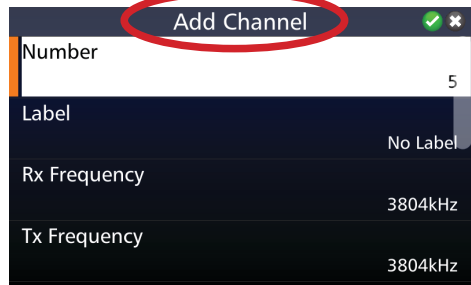 Add Channel
Number
5
Label
No Label
Rx Frequency
3804kHz
Tx Frequency
3804kHz